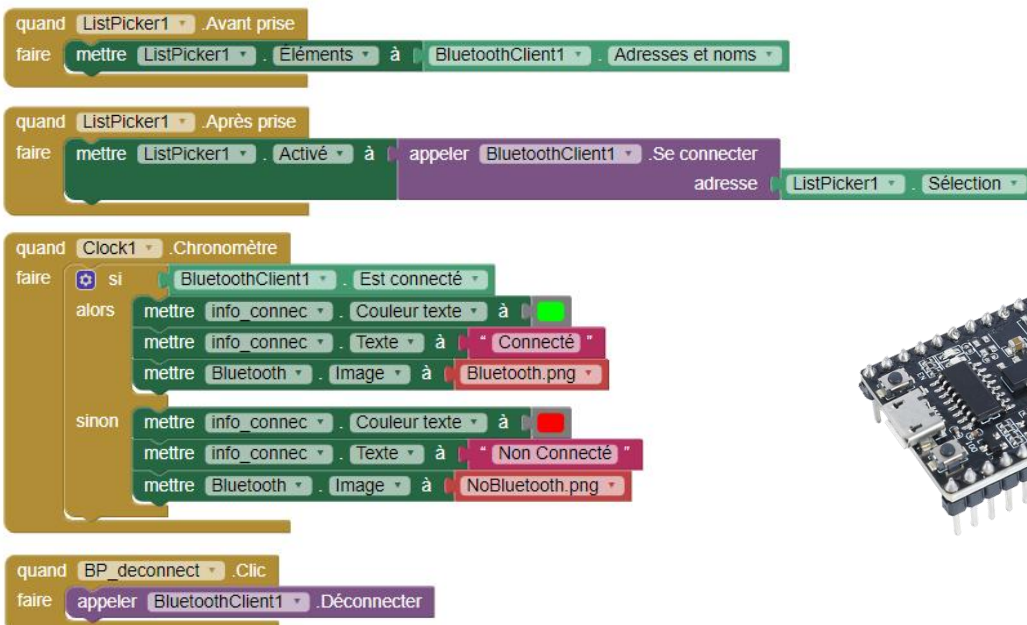 quand ListPicker1 .Avant prise
faire mettre ListPicker1 . Éléments à BluetoothClient1 . Adresses et noms
quand ListPicker1 .Après prise
faire mettre ListPicker1 . Activé à appeler BluetoothClient1 .Se connecter
adresse ListPicker1 . Sélection
quand Clock1 .Chronomètre
faire si BluetoothClient1 . Est connecté
alors mettre info_connec . Couleur texte à
mettre info_connec . Texte à " Connecté "
mettre Bluetooth . Image à Bluetooth.png
sinon mettre info_connec . Couleur texte à
mettre info_connec . Texte à " Non Connecté "
mettre Bluetooth . Image à NoBluetooth.png
quand BP_deconnect .Clic
faire appeler BluetoothClient1 .Déconnecter